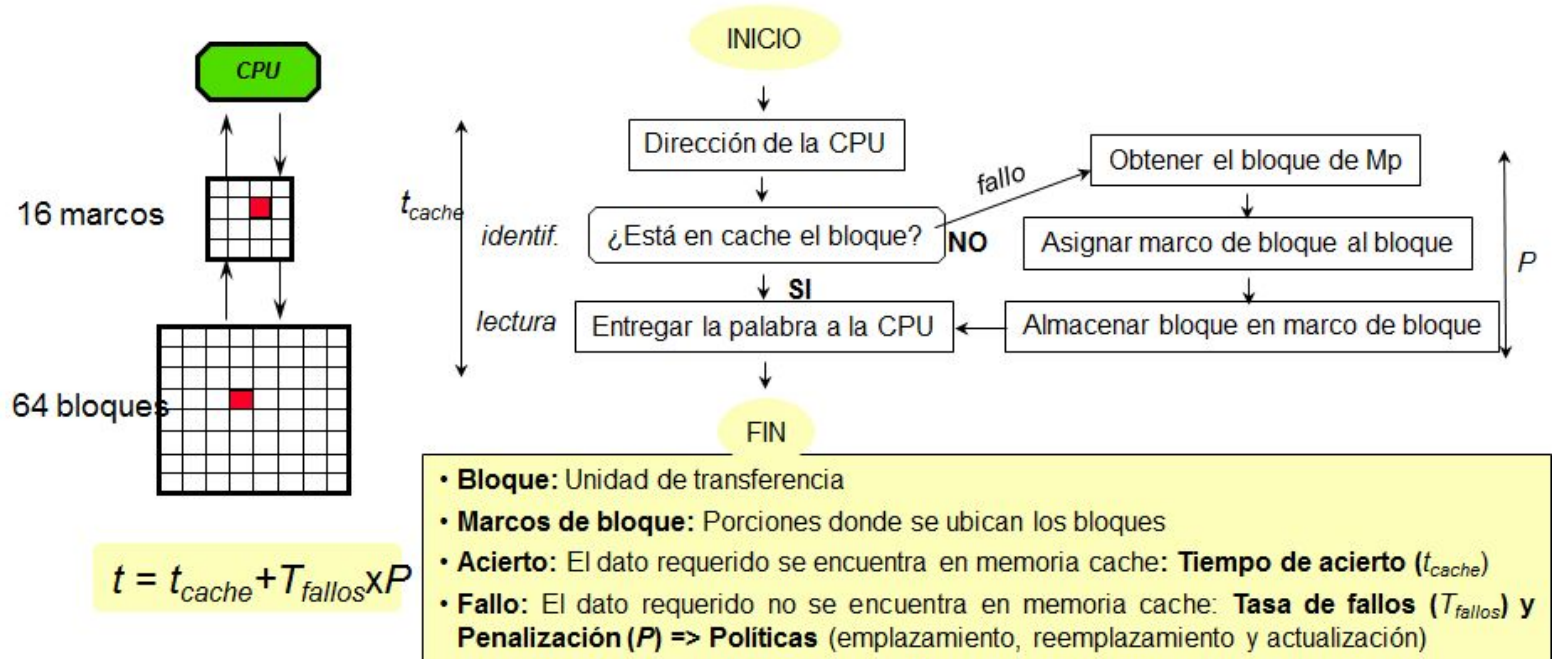 CPU
16 marcos
64 bloques
t = t_cache+T_fallosxP
INICIO
Dirección de la CPU
t_cache
identif.
¿Está en cache el bloque?
fallo
NO
SI
lectura
Entregar la palabra a la CPU
Obtener el bloque de Mp
Asignar marco de bloque al bloque
Almacenar bloque en marco de bloque
P
FIN
• Bloque: Unidad de transferencia
• Marcos de bloque: Porciones donde se ubican los bloques
• Acierto: El dato requerido se encuentra en memoria cache: Tiempo de acierto (t_cache)
• Fallo: El dato requerido no se encuentra en memoria cache: Tasa de fallos (T_fallos) y
Penalización (P) => Políticas (emplazamiento, reemplazamiento y actualización)